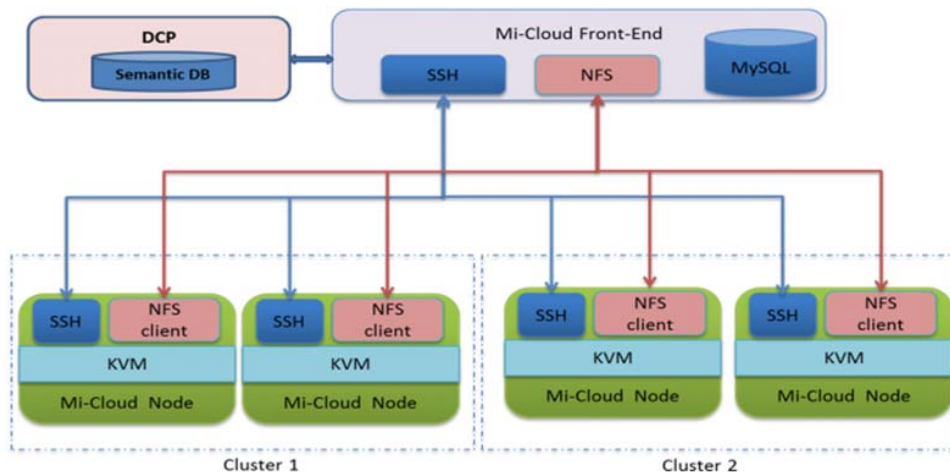 DCP
Semantic DB
Mi-Cloud Front-End
SSH
NFS
MySQL
SSH
NFS
client
KVM
Mi-Cloud Node
SSH
NFS
client
KVM
Mi-Cloud Node
Cluster 1
SSH
NFS
client
KVM
Mi-Cloud Node
SSH
NFS
client
KVM
Mi-Cloud Node
Cluster 2